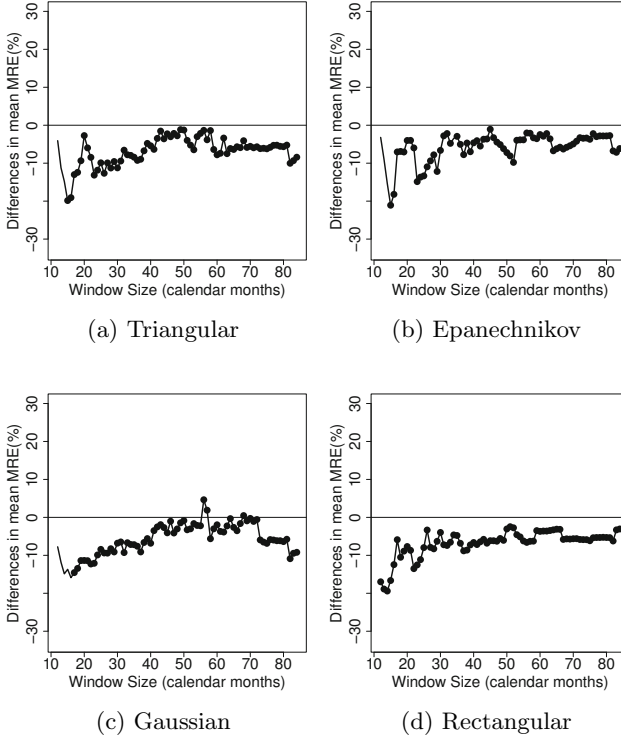 Differences in mean MRE(%)
30
20
10
0
−10
−30
10 20 30 40 50 60 70 80
Window Size (calendar months)
(a) Triangular
Differences in mean MRE(%)
30
20
10
0
−10
−30
10 20 30 40 50 60 70 80
Window Size (calendar months)
(b) Epanechnikov
Differences in mean MRE(%)
30
20
10
0
−10
−30
10 20 30 40 50 60 70 80
Window Size (calendar months)
(c) Gaussian
Differences in mean MRE(%)
30
20
10
0
−10
−30
10 20 30 40 50 60 70 80
Window Size (calendar months)
(d) Rectangular